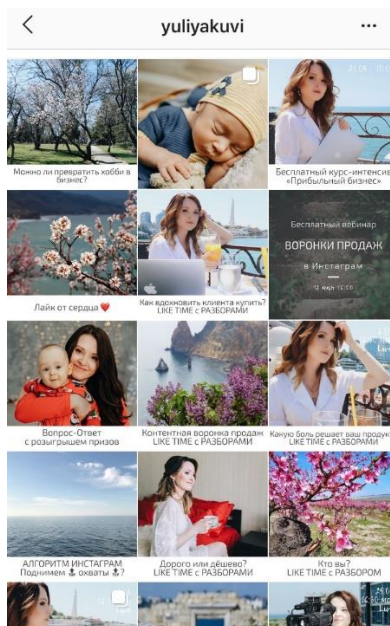 yuliyakuvi
Можно ли превратить хобби в
бизнес?
Бесплатный курс-интенсив
«Прибыльный бизнес»
Лайк от сердца ❤️
Как вдохновить клиента купить?
LIKE TIME с РАЗБОРАМИ
Бесплатный вебинар
ВОРОНКИ ПРОДАЖ
в Инстаграм
Вопрос-Ответ
с розыгрышем призов
Контентная воронка продаж
LIKE TIME с РАЗБОРАМИ
Какую боль решает ваш продук
LIKE TIME с РАЗБОРАМИ
АЛГОРИТМ ИНСТАГРАМ
Поднимем охваты ?
Дорого или дёшево?
LIKE TIME с РАЗБОРАМИ
Кто вы?
LIKE TIME с РАЗБОРОМ